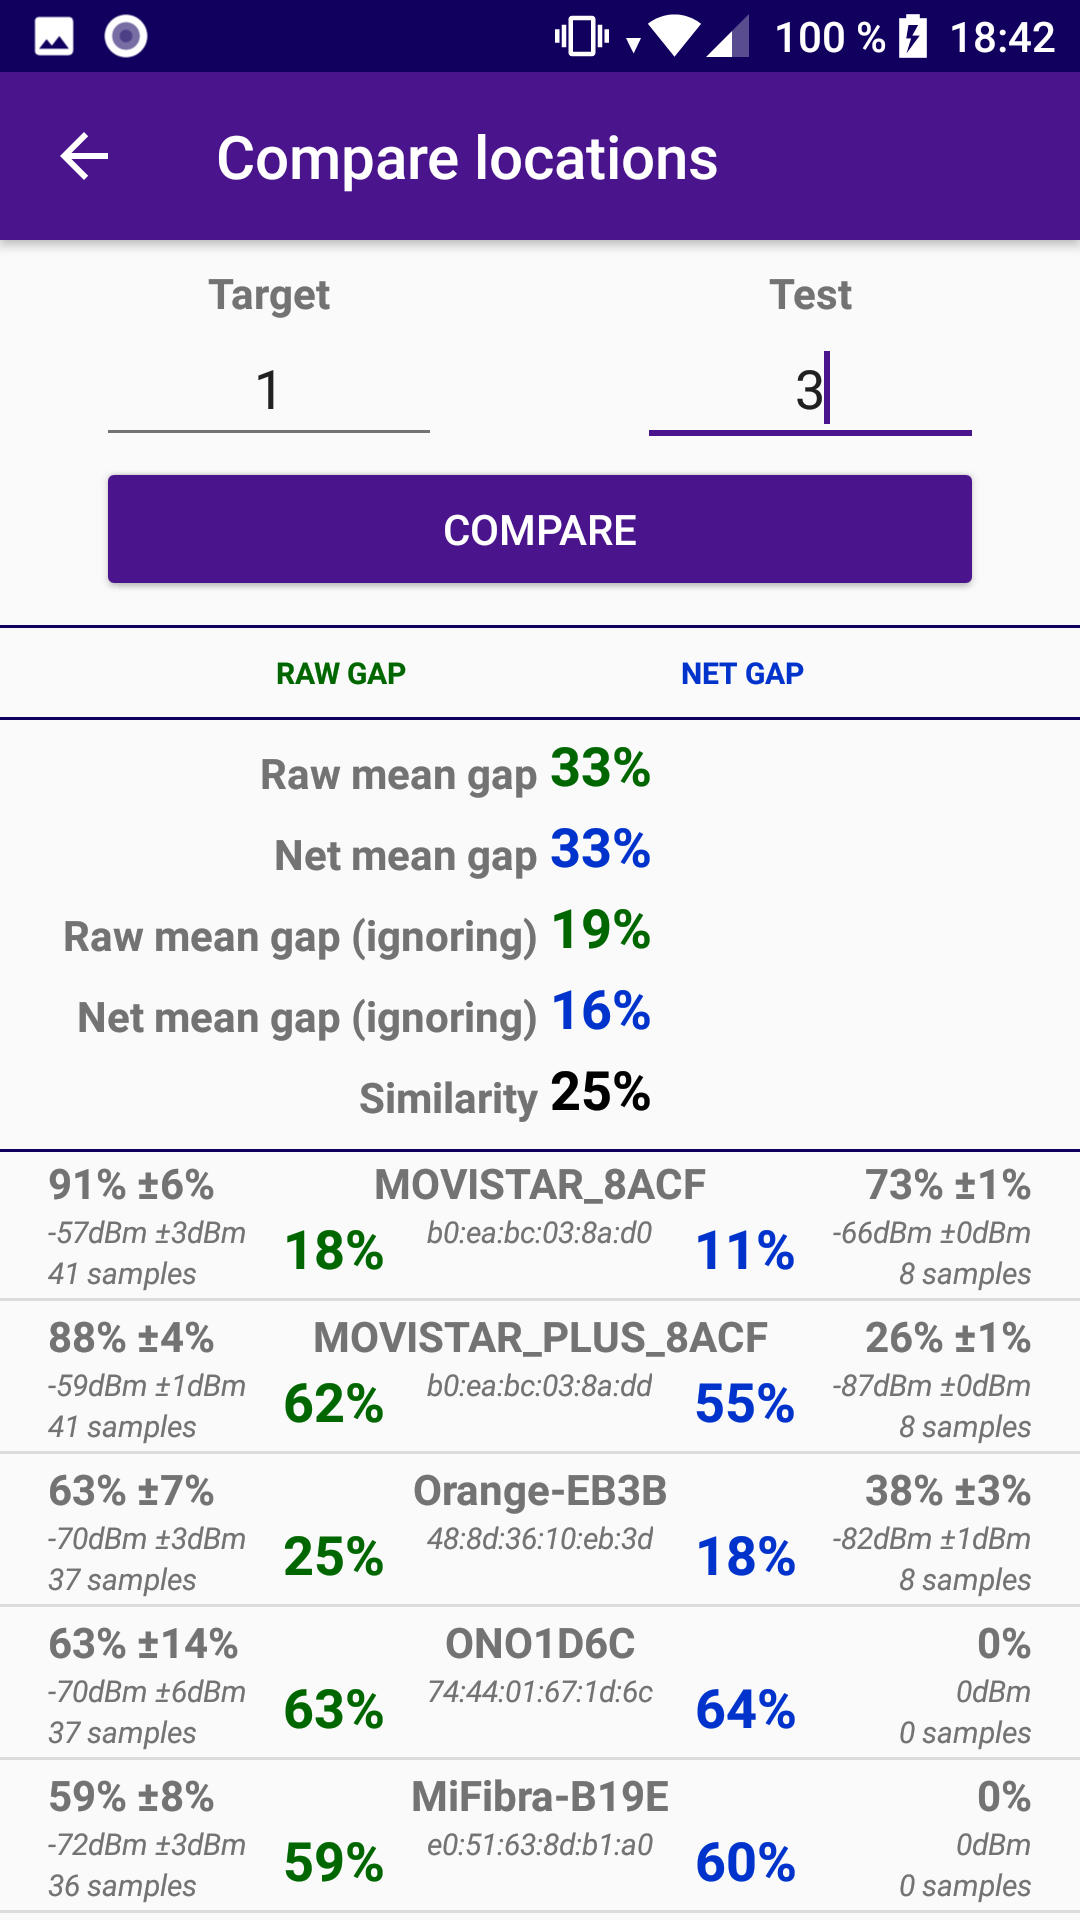 100 % 18:42
Compare locations
Target Test
1 3
COMPARE
RAW GAP NET GAP
Raw mean gap 33%
Net mean gap 33%
Raw mean gap (ignoring) 19%
Net mean gap (ignoring) 16%
Similarity 25%
91% ±6% MOVISTAR_8ACF 73% ±1%
-57dBm ±3dBm 18% b0:ea:bc:03:8a:d0 11% -66dBm ±0dBm
41 samples 8 samples
88% ±4% MOVISTAR_PLUS_8ACF 26% ±1%
-59dBm ±1dBm 62% b0:ea:bc:03:8a:dd 55% -87dBm ±0dBm
41 samples 8 samples
63% ±7% Orange-EB3B 38% ±3%
-70dBm ±3dBm 25% 48:8d:36:10:eb:3d 18% -82dBm ±1dBm
37 samples 8 samples
63% ±14% ONO1D6C 0%
-70dBm ±6dBm 63% 74:44:01:67:1d:6c 64% 0dBm
37 samples 0 samples
59% ±8% MiFibra-B19E 0%
-72dBm ±3dBm 59% e0:51:63:8d:b1:a0 60% 0dBm
36 samples 0 samples